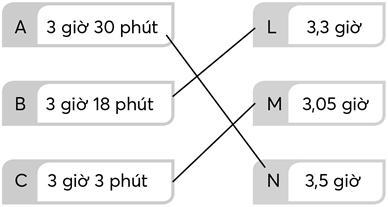 A 3 giờ 30 phút L 3,3 giờ
B 3 giờ 18 phút M 3,05 giờ
C 3 giờ 3 phút N 3,5 giờ